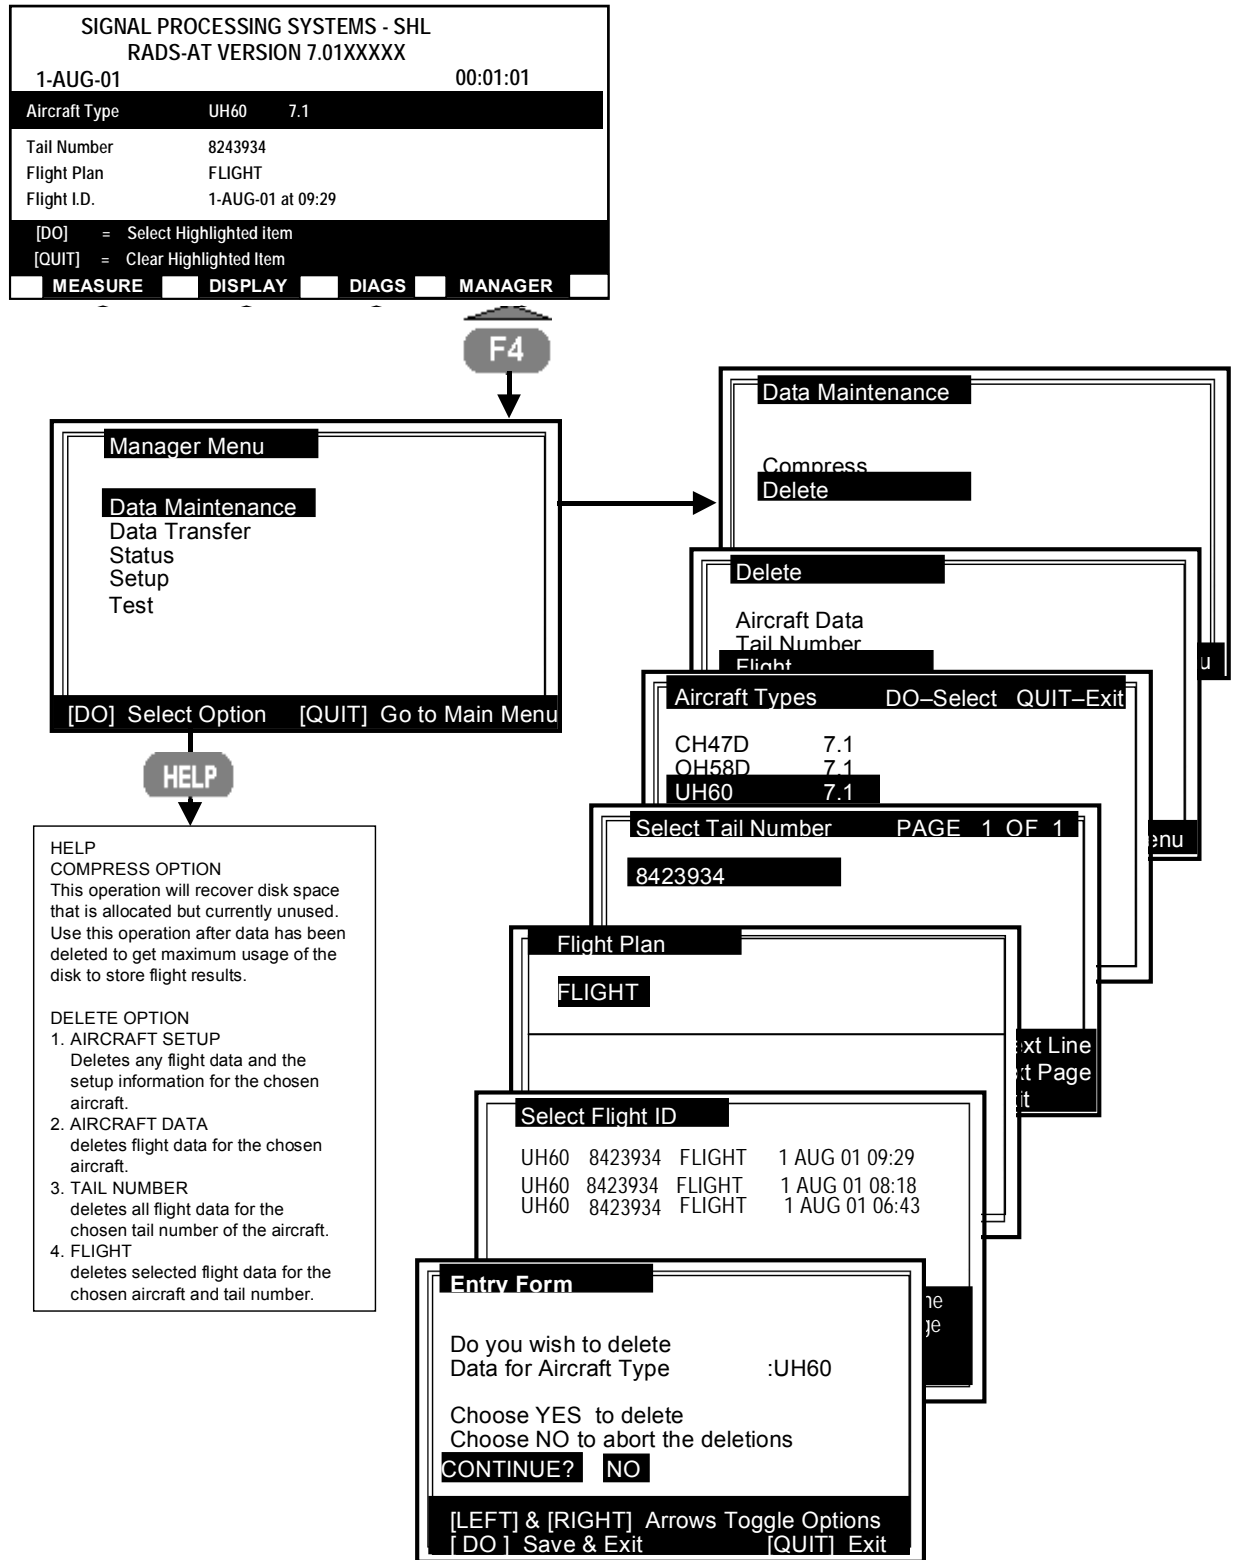 SIGNAL PROCESSING SYSTEMS - SHL
RADS-AT VERSION 7.01XXXXX
1-AUG-01 00:01:01
Aircraft Type UH60 7.1
Tail Number 8243934
Flight Plan FLIGHT
Flight I.D. 1-AUG-01 at 09:29
[DO] = Select Highlighted item
[QUIT] = Clear Highlighted Item
MEASURE DISPLAY DIAGS MANAGER
F4
Manager Menu
Data Maintenance
Data Transfer
Status
Setup
Test
[DO] Select Option [QUIT] Go to Main Menu
HELP
HELP
COMPRESS OPTION
This operation will recover disk space
that is allocated but currently unused.
Use this operation after data has been
deleted to get maximum usage of the
disk to store flight results.
DELETE OPTION
1. AIRCRAFT SETUP
Deletes any flight data and the
setup information for the chosen
aircraft.
2. AIRCRAFT DATA
deletes flight data for the chosen
aircraft.
3. TAIL NUMBER
deletes all flight data for the
chosen tail number of the aircraft.
4. FLIGHT
deletes selected flight data for the
chosen aircraft and tail number.
Data Maintenance
Compress
Delete
u
Delete
Aircraft Data
Tail Number
Flight
enu
Aircraft Types DO–Select QUIT–Exit
CH47D 7.1
OH58D 7.1
UH60 7.1
Select Tail Number PAGE 1 OF 1
8423934
ext Line
xt Page
it
Flight Plan
FLIGHT
Select Flight ID
UH60 8423934 FLIGHT 1 AUG 01 09:29
UH60 8423934 FLIGHT 1 AUG 01 08:18
UH60 8423934 FLIGHT 1 AUG 01 06:43
ne
ge
Entry Form
Do you wish to delete
Data for Aircraft Type :UH60
Choose YES to delete
Choose NO to abort the deletions
CONTINUE? NO
[LEFT] & [RIGHT] Arrows Toggle Options
[ DO ] Save & Exit [QUIT] Exit